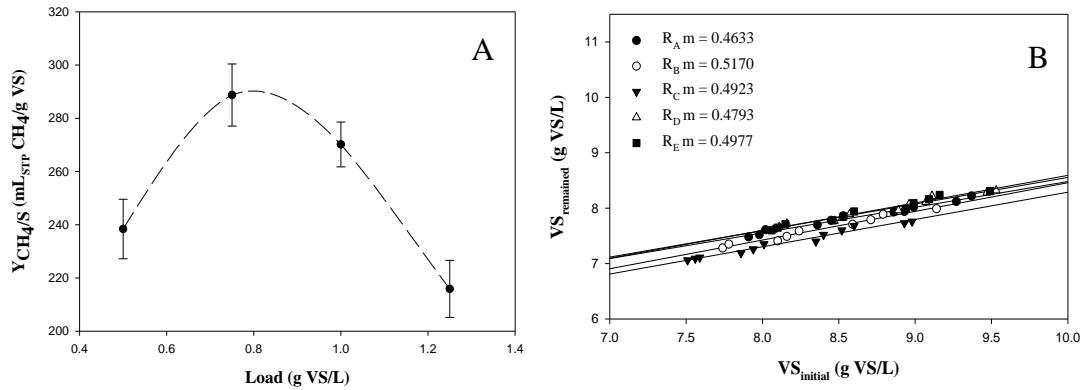 A
Y_CH4/S (mL_STP CH4/g VS)
320
300
280
260
240
220
200
0.4 0.6 0.8 1.0 1.2 1.4
Load (g VS/L)
B
VS_remained (g VS/L)
R_A m = 0.4633
R_B m = 0.5170
R_C m = 0.4923
R_D m = 0.4793
R_E m = 0.4977
11
10
9
8
7
6
7.0 7.5 8.0 8.5 9.0 9.5 10.0
VS_initial (g VS/L)